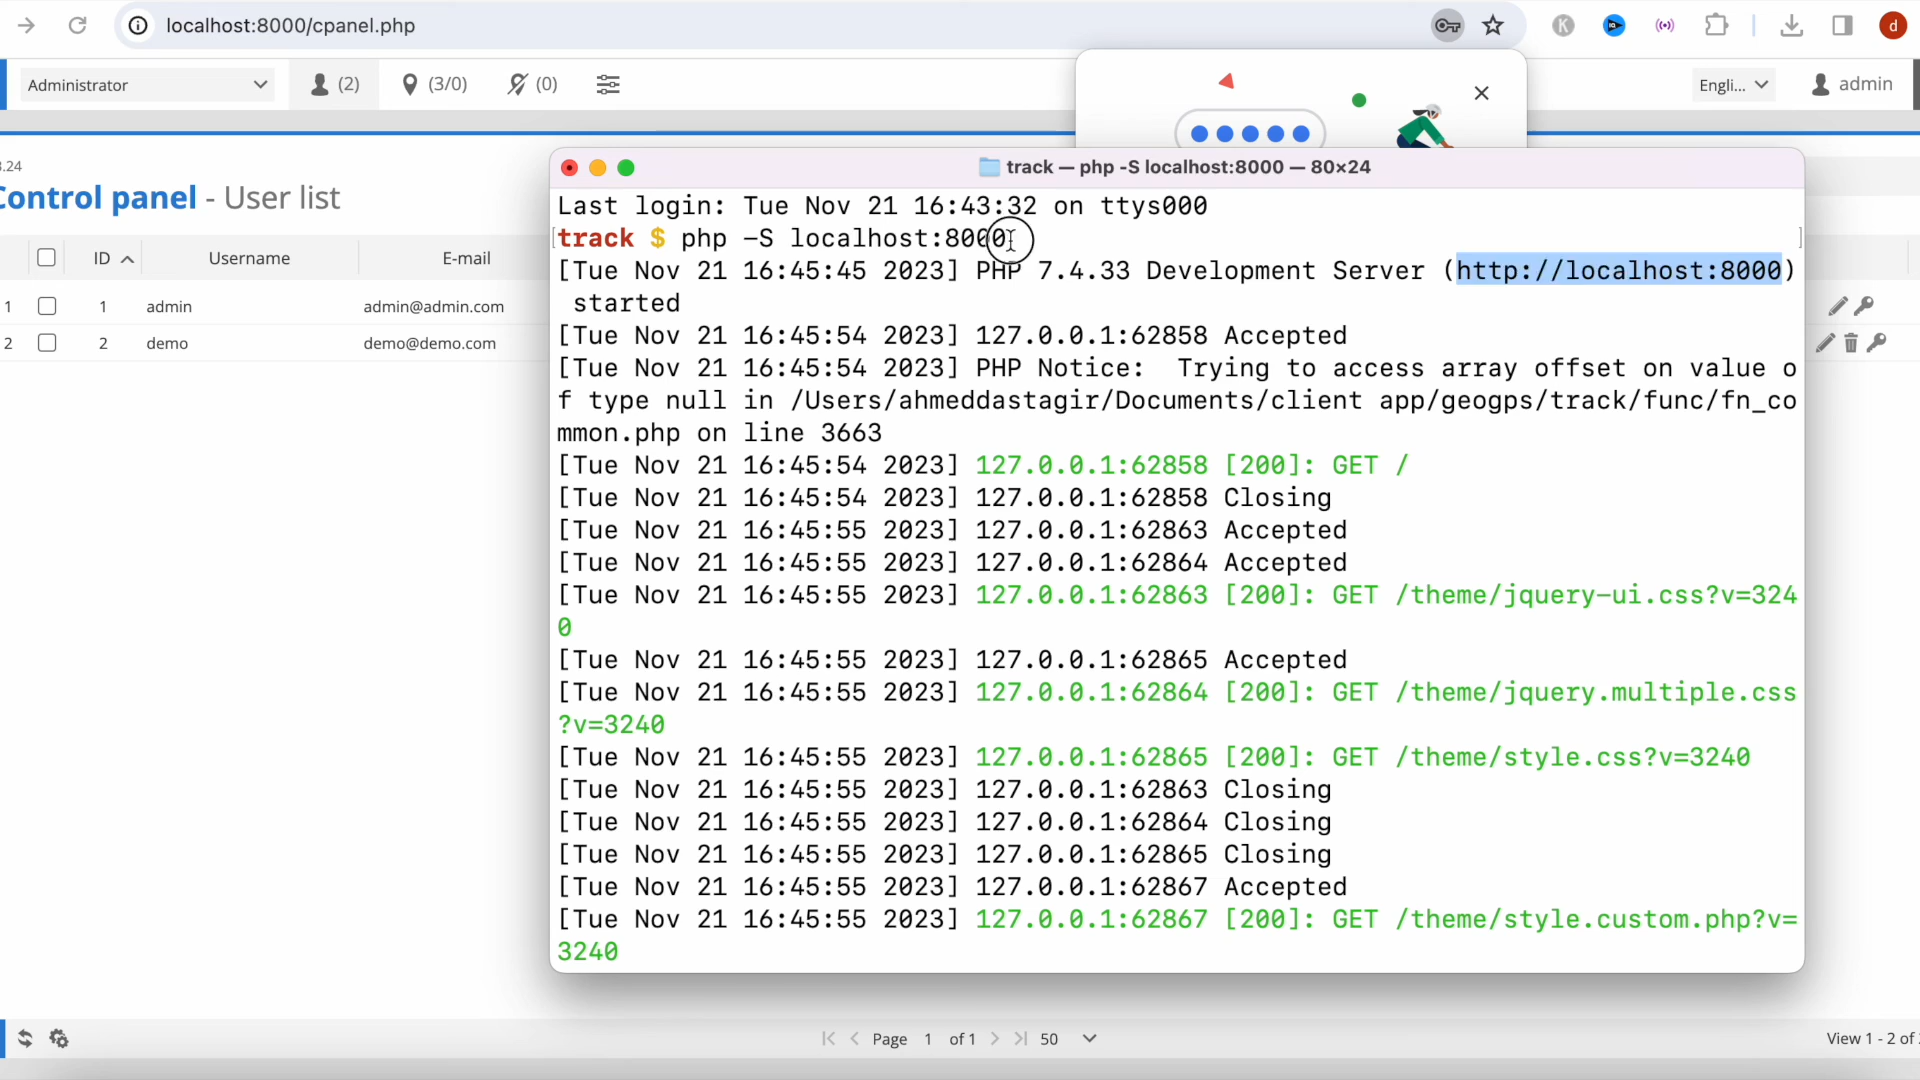 localhost:8000/cpanel.php
K
d
Administrator
(2)
(3/0)
(0)
Engli...
admin
3.24
Control panel - User list
ID
Username
E-mail
1 1 admin admin@admin.com
2 2 demo demo@demo.com
track — php -S localhost:8000 — 80×24
Last login: Tue Nov 21 16:43:32 on ttys000
track $ php -S localhost:8000
[Tue Nov 21 16:45:45 2023] PHP 7.4.33 Development Server (http://localhost:8000)
started
[Tue Nov 21 16:45:54 2023] 127.0.0.1:62858 Accepted
[Tue Nov 21 16:45:54 2023] PHP Notice:  Trying to access array offset on value o
f type null in /Users/ahmeddastagir/Documents/client app/geogps/track/func/fn_co
mmon.php on line 3663
[Tue Nov 21 16:45:54 2023] 127.0.0.1:62858 [200]: GET /
[Tue Nov 21 16:45:54 2023] 127.0.0.1:62858 Closing
[Tue Nov 21 16:45:55 2023] 127.0.0.1:62863 Accepted
[Tue Nov 21 16:45:55 2023] 127.0.0.1:62864 Accepted
[Tue Nov 21 16:45:55 2023] 127.0.0.1:62863 [200]: GET /theme/jquery-ui.css?v=324
0
[Tue Nov 21 16:45:55 2023] 127.0.0.1:62865 Accepted
[Tue Nov 21 16:45:55 2023] 127.0.0.1:62864 [200]: GET /theme/jquery.multiple.css
?v=3240
[Tue Nov 21 16:45:55 2023] 127.0.0.1:62865 [200]: GET /theme/style.css?v=3240
[Tue Nov 21 16:45:55 2023] 127.0.0.1:62863 Closing
[Tue Nov 21 16:45:55 2023] 127.0.0.1:62864 Closing
[Tue Nov 21 16:45:55 2023] 127.0.0.1:62865 Closing
[Tue Nov 21 16:45:55 2023] 127.0.0.1:62867 Accepted
[Tue Nov 21 16:45:55 2023] 127.0.0.1:62867 [200]: GET /theme/style.custom.php?v=
3240
Page 1 of 1 50
View 1 - 2 of